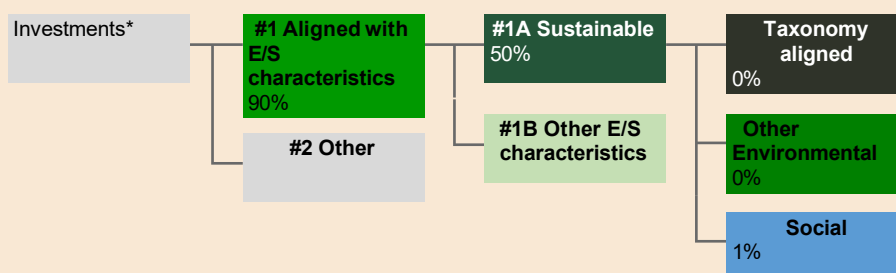 Investments*
#1 Aligned with
E/S
characteristics
90%
#2 Other
#1A Sustainable
50%
#1B Other E/S
characteristics
Taxonomy
aligned
0%
Other
Environmental
0%
Social
1%